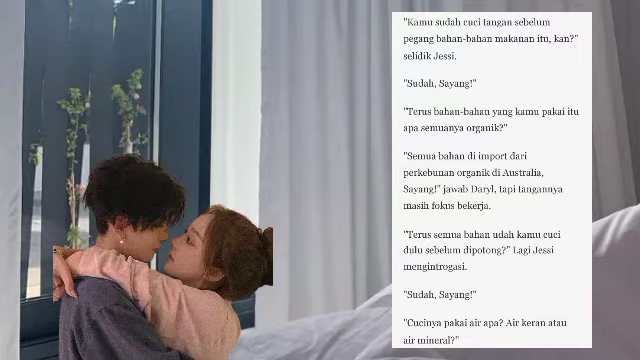 "Kamu sudah cuci tangan sebelum
pegang bahan-bahan makanan itu, kan?"
selidik Jessi.
"Sudah, Sayang!"
"Terus bahan-bahan yang kamu pakai itu
apa semuanya organik?"
"Semua bahan di import dari
perkebunan organik di Australia,
Sayang!" jawab Daryl, tapi tangannya
masih fokus bekerja.
"Terus semua bahan udah kamu cuci
dulu sebelum dipotong?" Lagi Jessi
mengintrogasi.
"Sudah, Sayang!"
"Cucinya pakai air apa? Air keran atau
air mineral?"